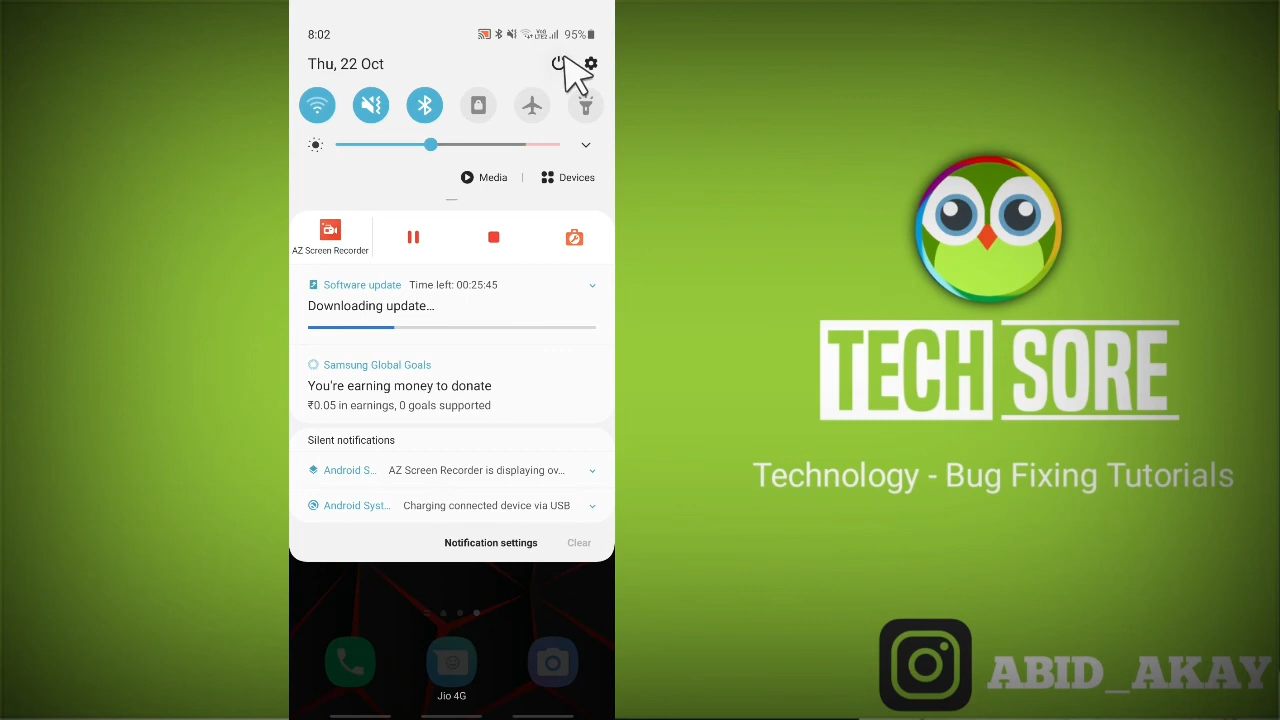 8:02
Vo)) LTE2 95%
Thu, 22 Oct
Media | Devices
AZ Screen Recorder
Software update Time left: 00:25:45
Downloading update...
Samsung Global Goals
You're earning money to donate
₹0.05 in earnings, 0 goals supported
Silent notifications
Android S... AZ Screen Recorder is displaying ov...
Android Syst... Charging connected device via USB
Notification settings Clear
Jio 4G
TECH SORE
Technology - Bug Fixing Tutorials
ABID_AKAY